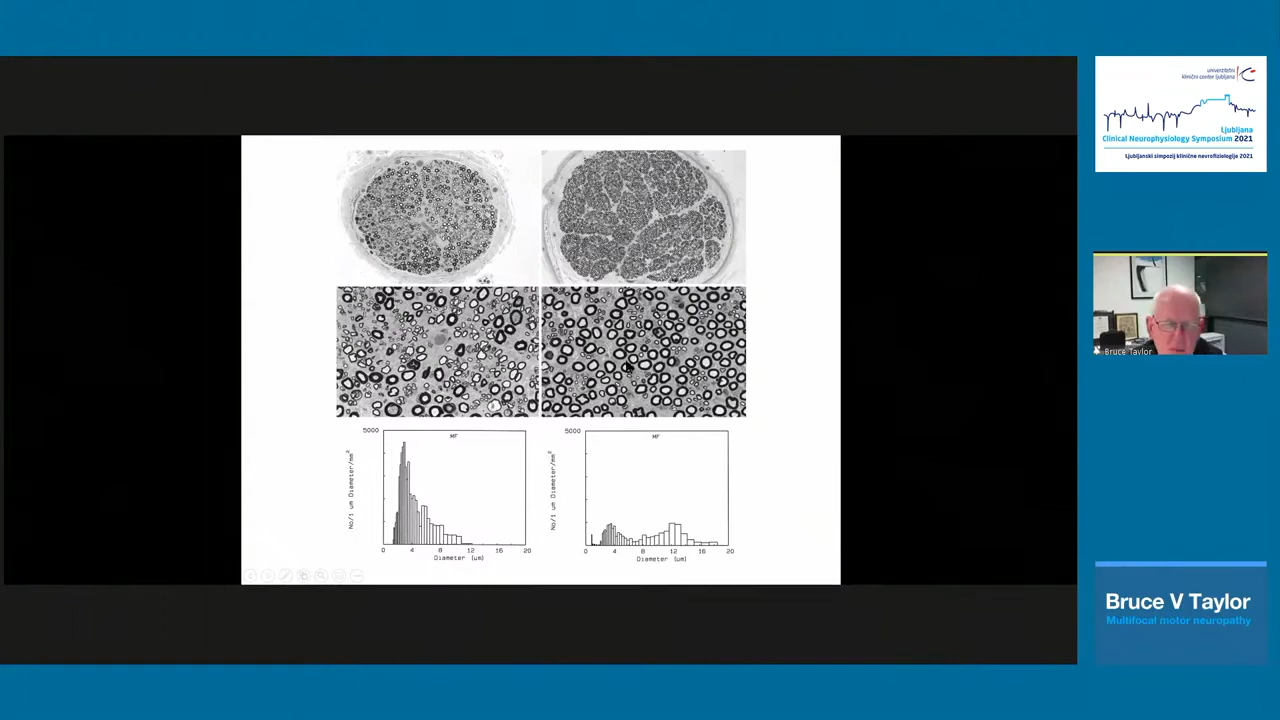 univerzitetni
klinični center ljubljana
Ljubljana
Clinical Neurophysiology Symposium 2021
Ljubljanski simpozij klinične nevrofiziologije 2021
Bruce Taylor
5000
MF
No/1 um Diameter/mm²
0 4 8 12 16 20
Diameter (um)
5000
MF
No/1 um Diameter/mm²
0 4 8 12 16 20
Diameter (um)
Bruce V Taylor
Multifocal motor neuropathy